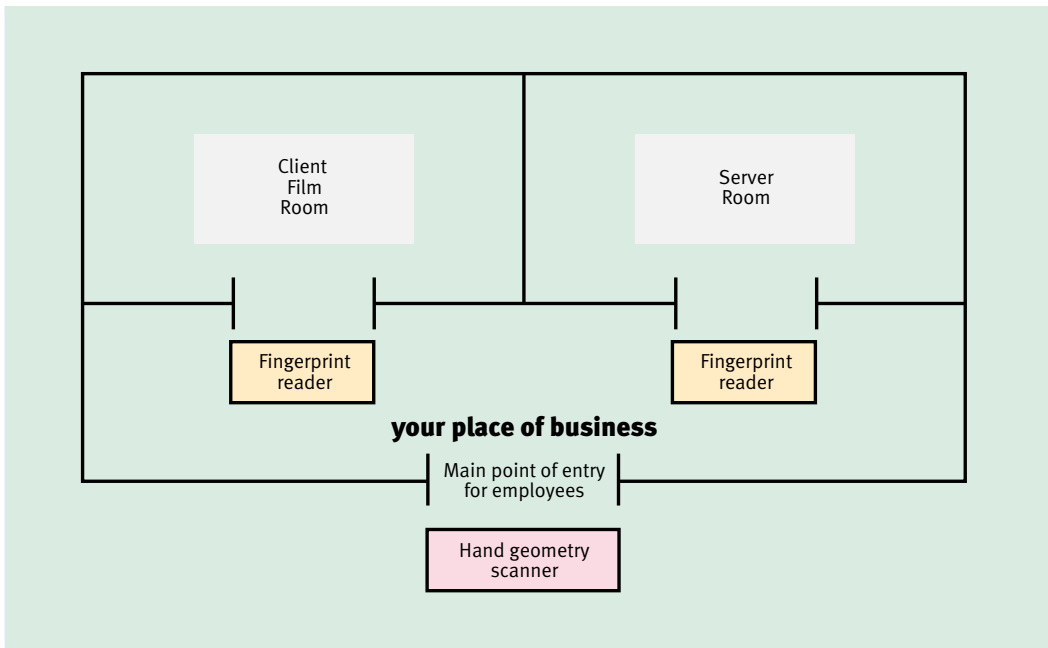 Client
Film
Room
Server
Room
Fingerprint
reader
Fingerprint
reader
your place of business
Main point of entry
for employees
Hand geometry
scanner